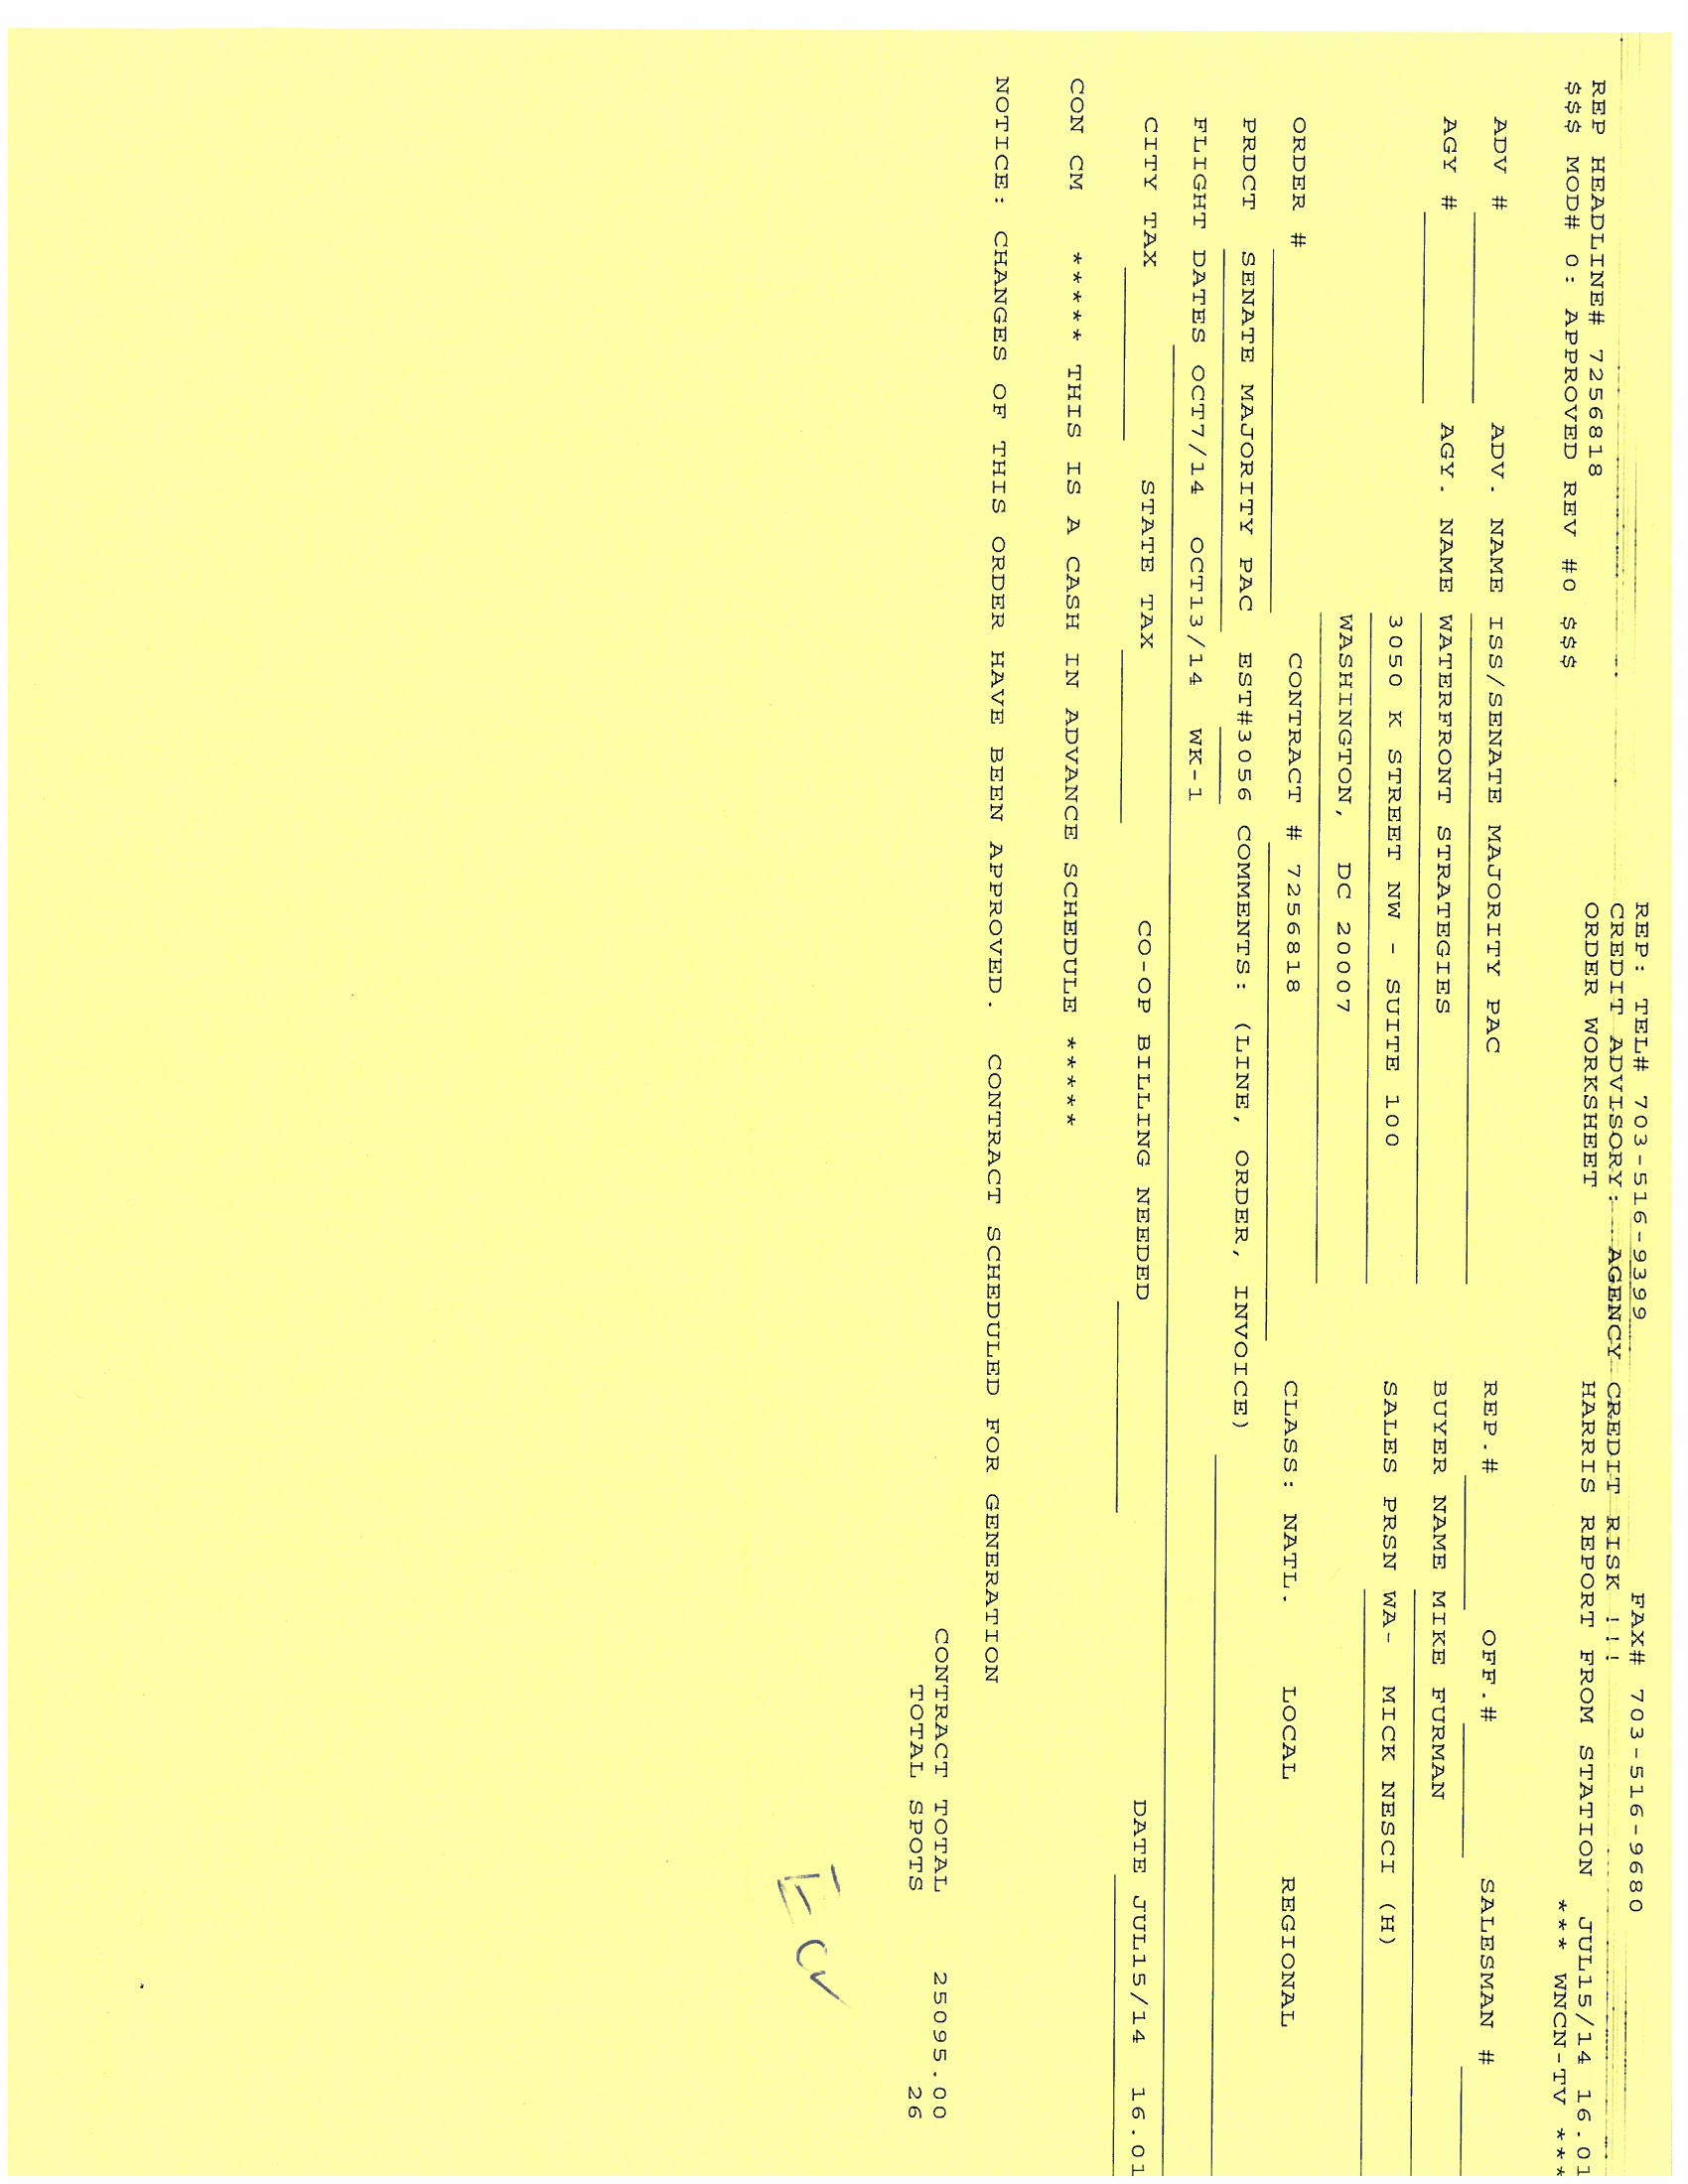 REP: TEL# 703-516-9399 FAX# 703-516-9680
CREDIT ADVISORY: AGENCY CREDIT RISK !!!
REP HEADLINE# 7256818 ORDER WORKSHEET HARRIS REPORT FROM STATION JUL15/14 16.01
$$$ MOD# 0: APPROVED REV #0 $$$ *** WNCN-TV ***
ADV # ADV. NAME ISS/SENATE MAJORITY PAC REP.# OFF.# SALESMAN #
AGY # AGY. NAME WATERFRONT STRATEGIES BUYER NAME MIKE FURMAN
3050 K STREET NW - SUITE 100 SALES PRSN WA- MICK NESCI (H)
WASHINGTON, DC 20007
ORDER # CONTRACT # 7256818 CLASS: NATL. LOCAL REGIONAL
PRDCT SENATE MAJORITY PAC EST#3056 COMMENTS: (LINE, ORDER, INVOICE)
FLIGHT DATES OCT7/14 OCT13/14 WK-1
CITY TAX STATE TAX CO-OP BILLING NEEDED DATE JUL15/14 16.01
CON CM ***** THIS IS A CASH IN ADVANCE SCHEDULE *****
NOTICE: CHANGES OF THIS ORDER HAVE BEEN APPROVED. CONTRACT SCHEDULED FOR GENERATION
CONTRACT TOTAL 25095.00
TOTAL SPOTS 26